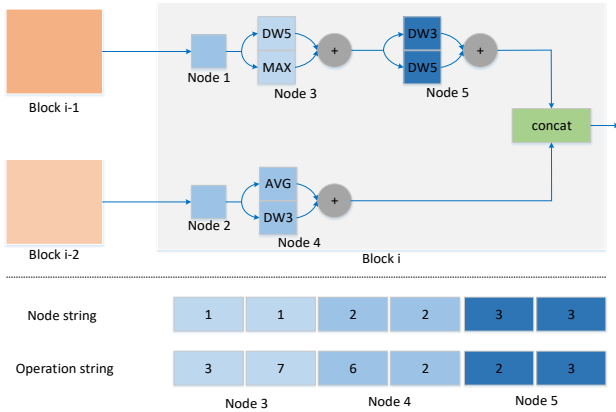 DW5
MAX
+
Node 1
Node 3
DW3
DW5
+
Node 5
Block i-1
concat
AVG
DW3
+
Node 2
Node 4
Block i-2
Block i
Node string 1 1 2 2 3 3
Operation string 3 7 6 2 2 3
Node 3 Node 4 Node 5